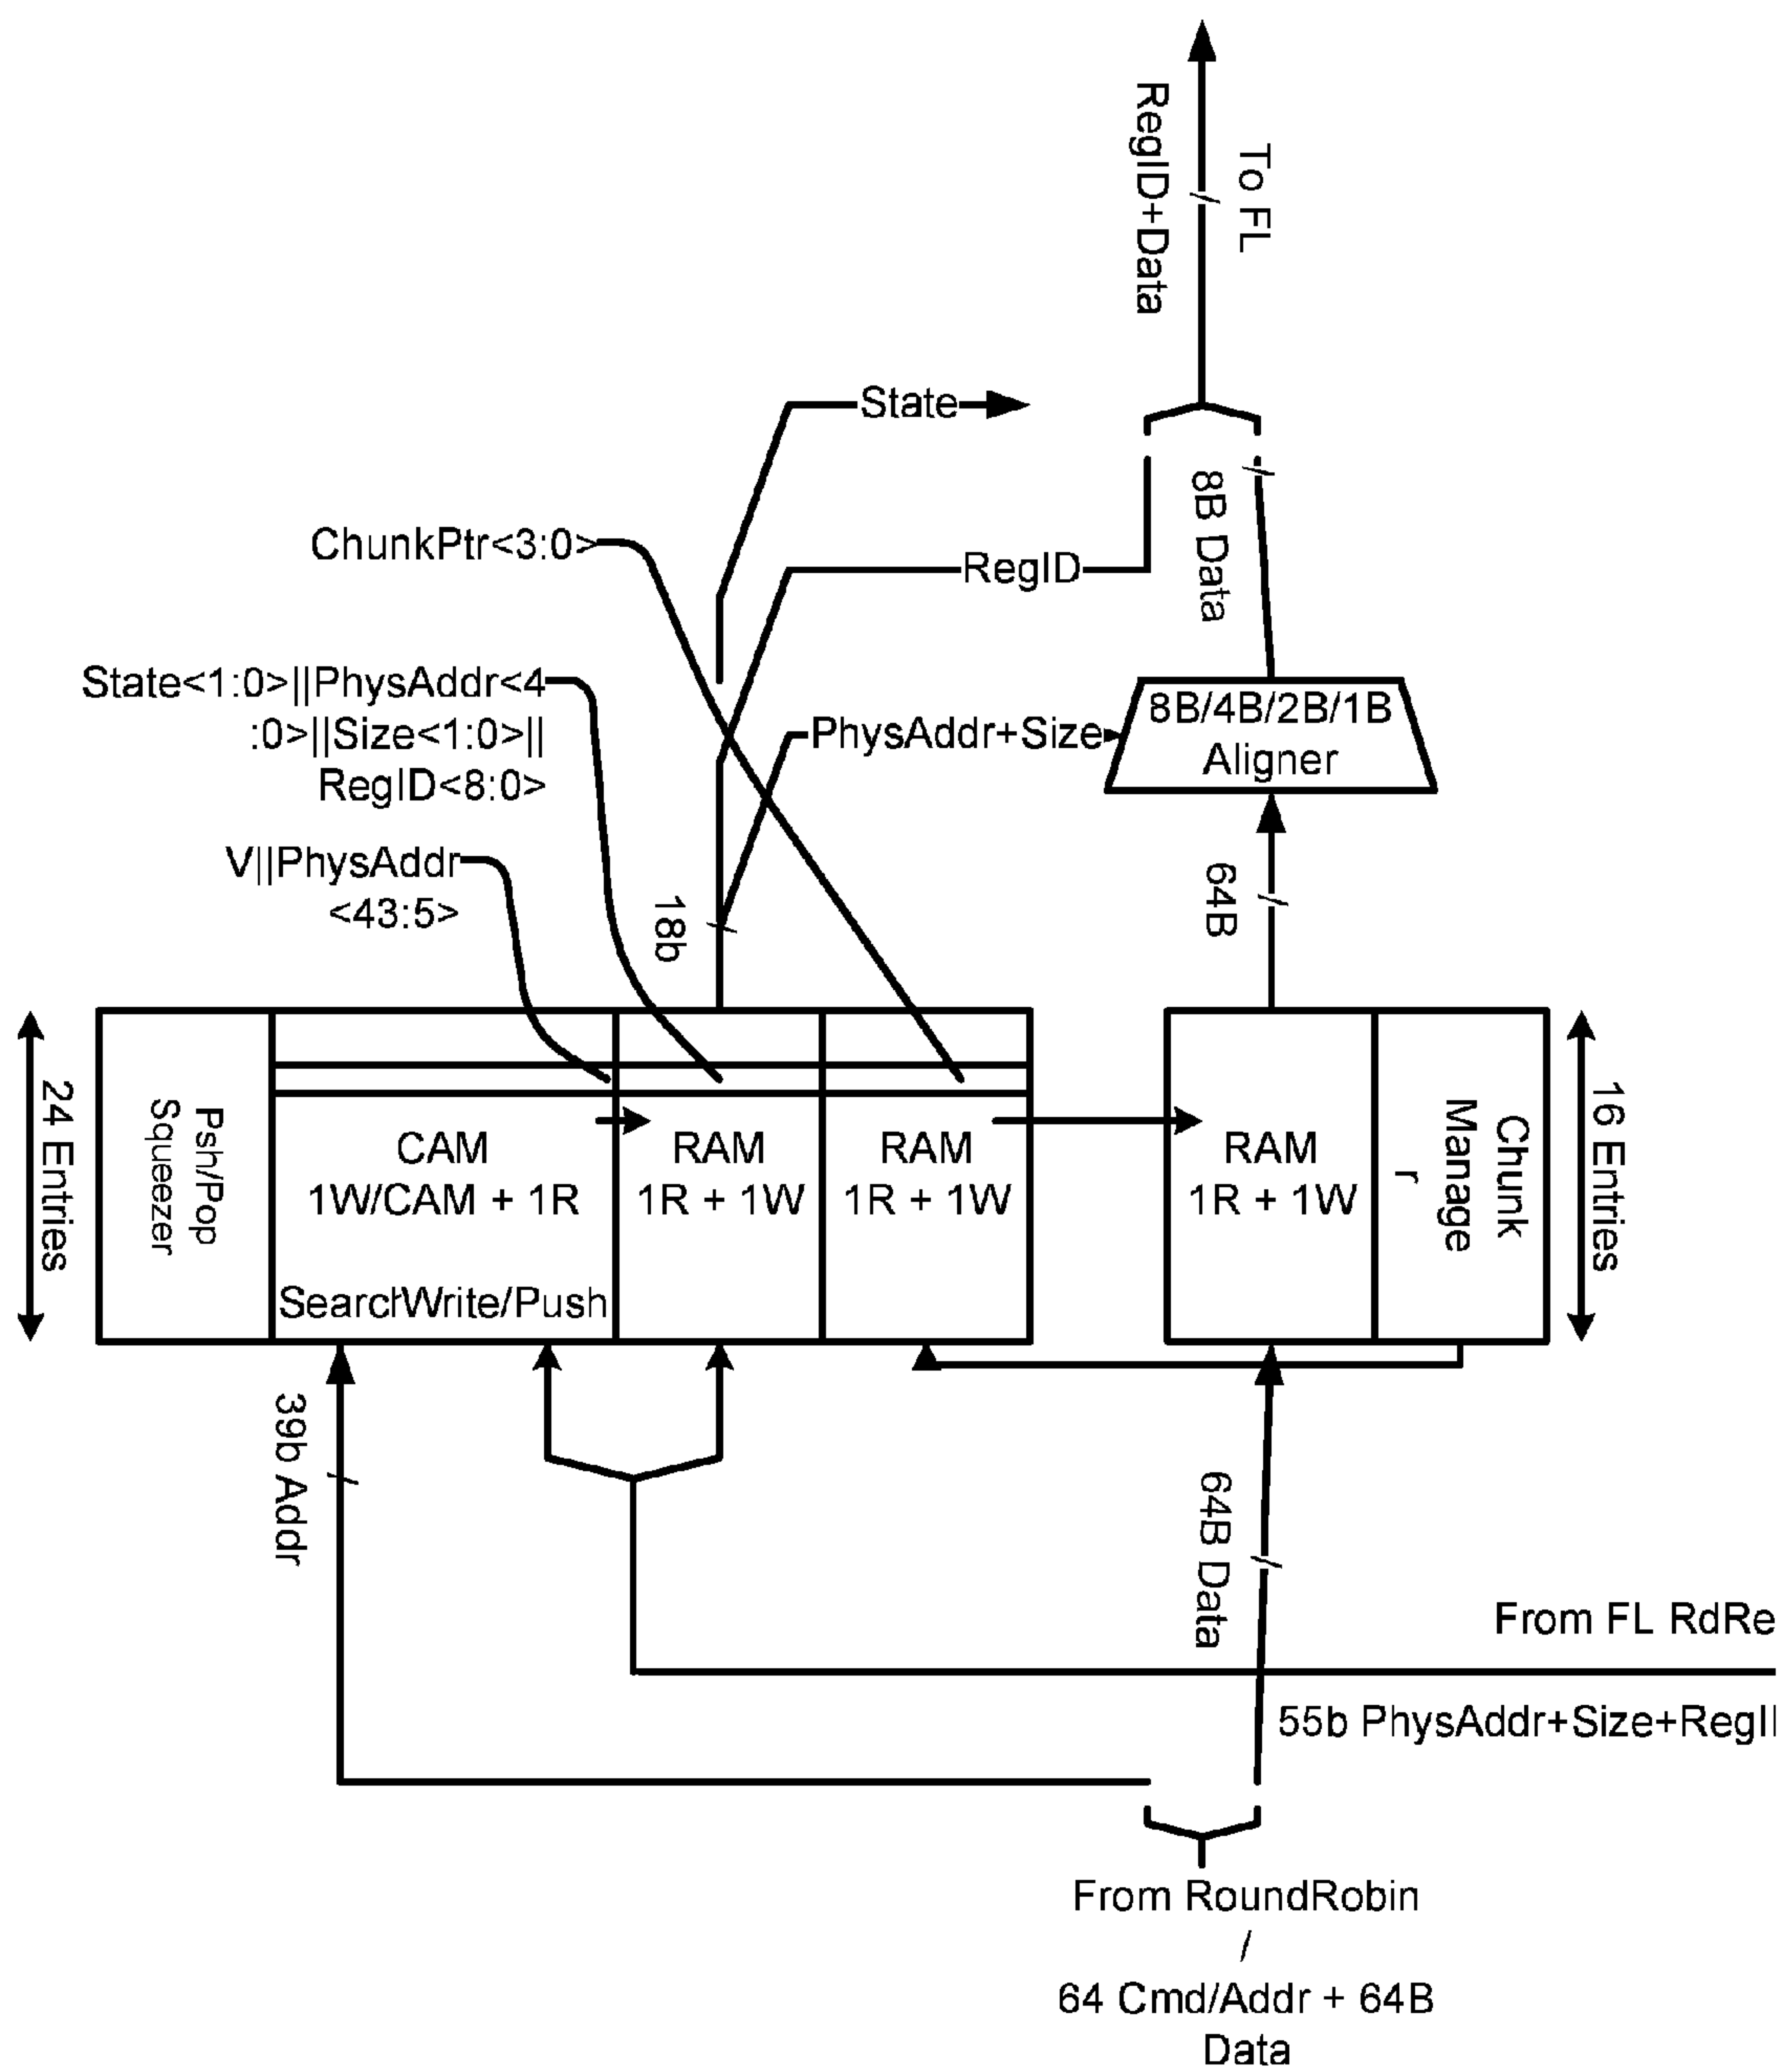 To FL
RegID+Data
State
ChunkPtr<3:0>
8B Data
RegID
State<1:0>||PhysAddr<4
:0>||Size<1:0>||
RegID<8:0>
PhysAddr+Size
8B/4B/2B/1B
Aligner
V||PhysAddr
<43:5>
18b
64B
24 Entries
Psh/Pop
Squeezer
CAM
1W/CAM + 1R
SearchWrite/Push
RAM
1R + 1W
RAM
1R + 1W
RAM
1R + 1W
Chunk
Manage
r
16 Entries
39b Addr
64B Data
From FL RdRe
55b PhysAddr+Size+RegI
From RoundRobin
/
64 Cmd/Addr + 64B
Data